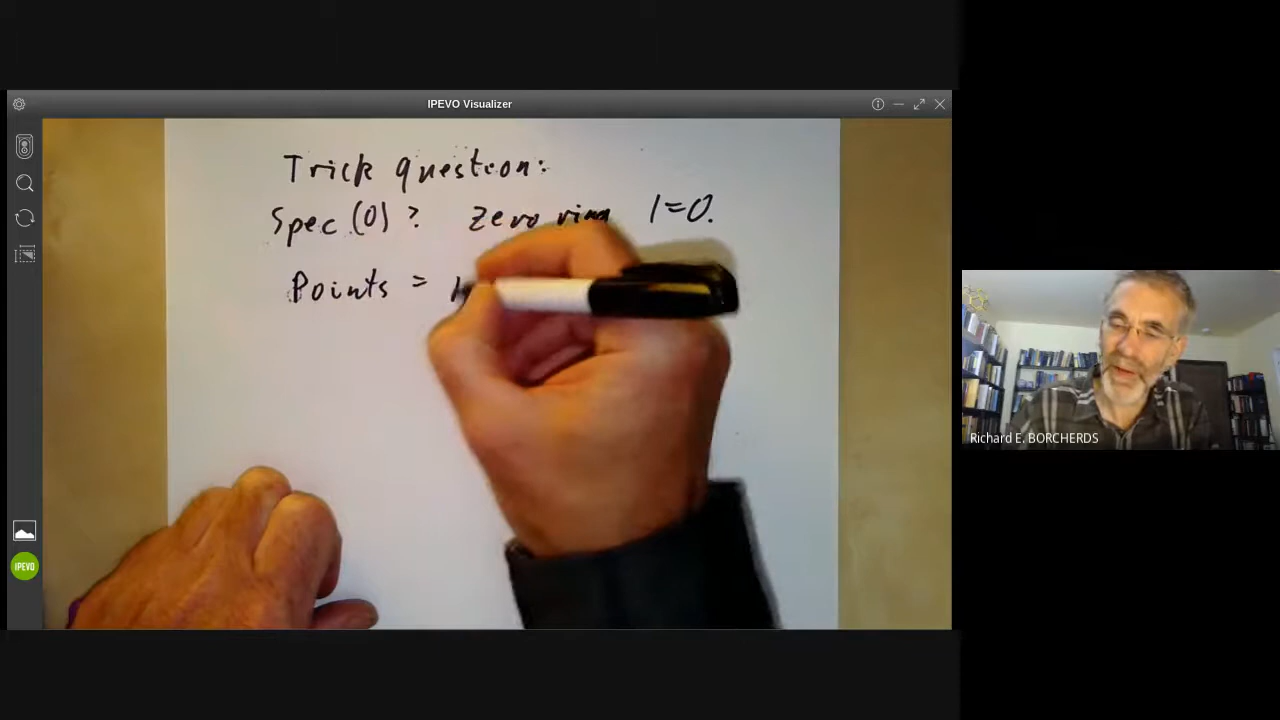 IPEVO Visualizer
Trick question:
Spec (0) ? Zero ring 1=0.
Points =
IPEVO
Richard E. BORCHERDS